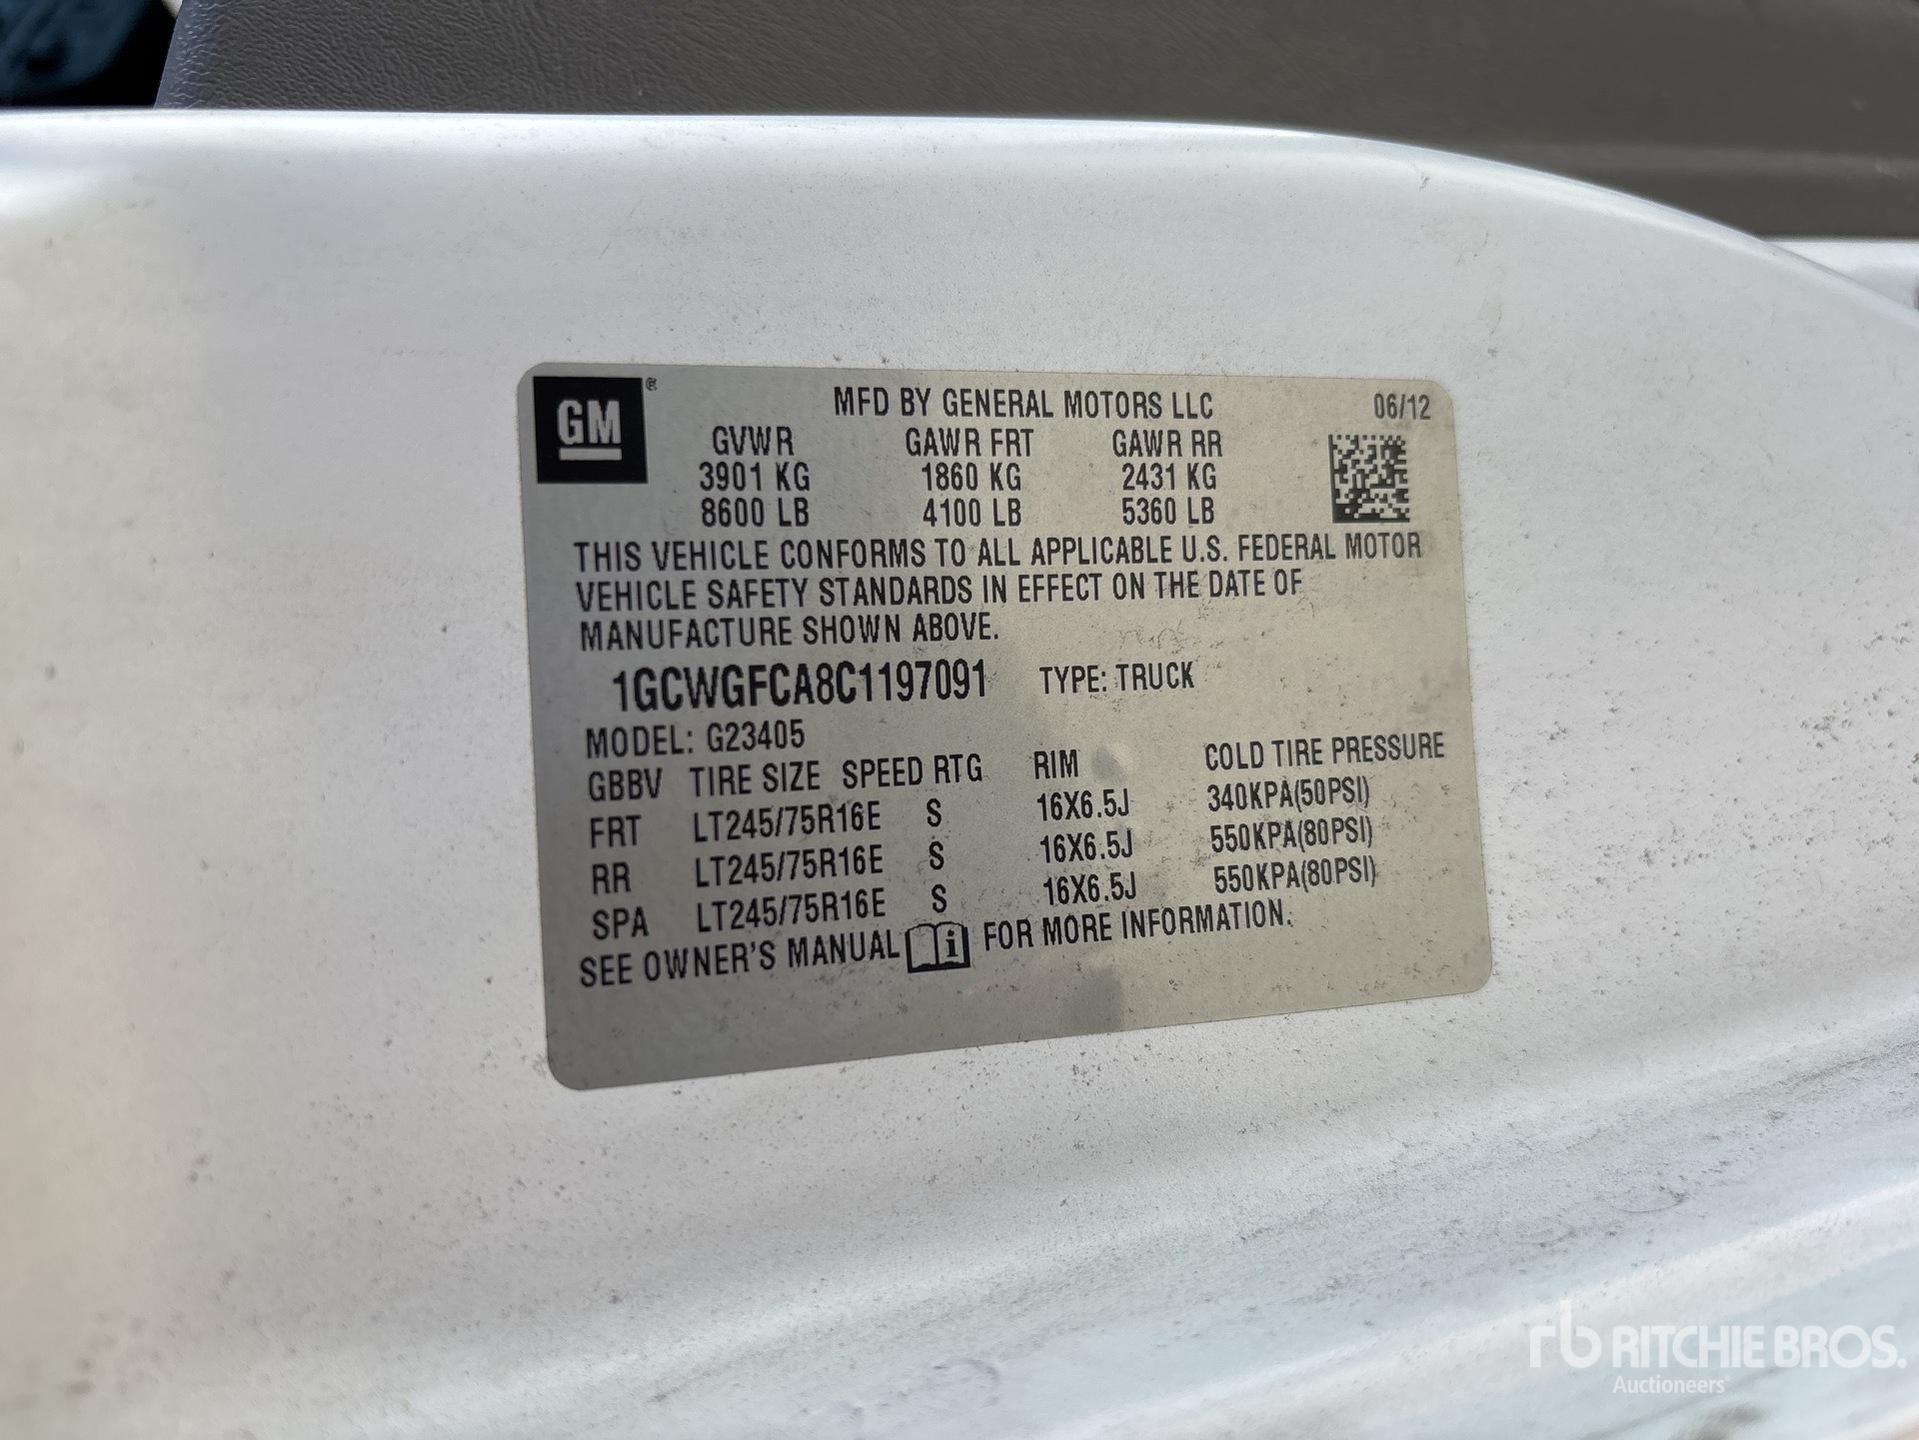 GM ® MFD BY GENERAL MOTORS LLC 06/12
GVWR GAWR FRT GAWR RR
3901 KG 1860 KG 2431 KG
8600 LB 4100 LB 5360 LB
THIS VEHICLE CONFORMS TO ALL APPLICABLE U.S. FEDERAL MOTOR
VEHICLE SAFETY STANDARDS IN EFFECT ON THE DATE OF
MANUFACTURE SHOWN ABOVE.
1GCWGFCA8C1197091 TYPE: TRUCK
MODEL: G23405
GBBV TIRE SIZE SPEED RTG RIM COLD TIRE PRESSURE
FRT LT245/75R16E S 16X6.5J 340KPA(50PSI)
RR LT245/75R16E S 16X6.5J 550KPA(80PSI)
SPA LT245/75R16E S 16X6.5J 550KPA(80PSI)
SEE OWNER'S MANUAL i FOR MORE INFORMATION.
rb RITCHIE BROS.
Auctioneers